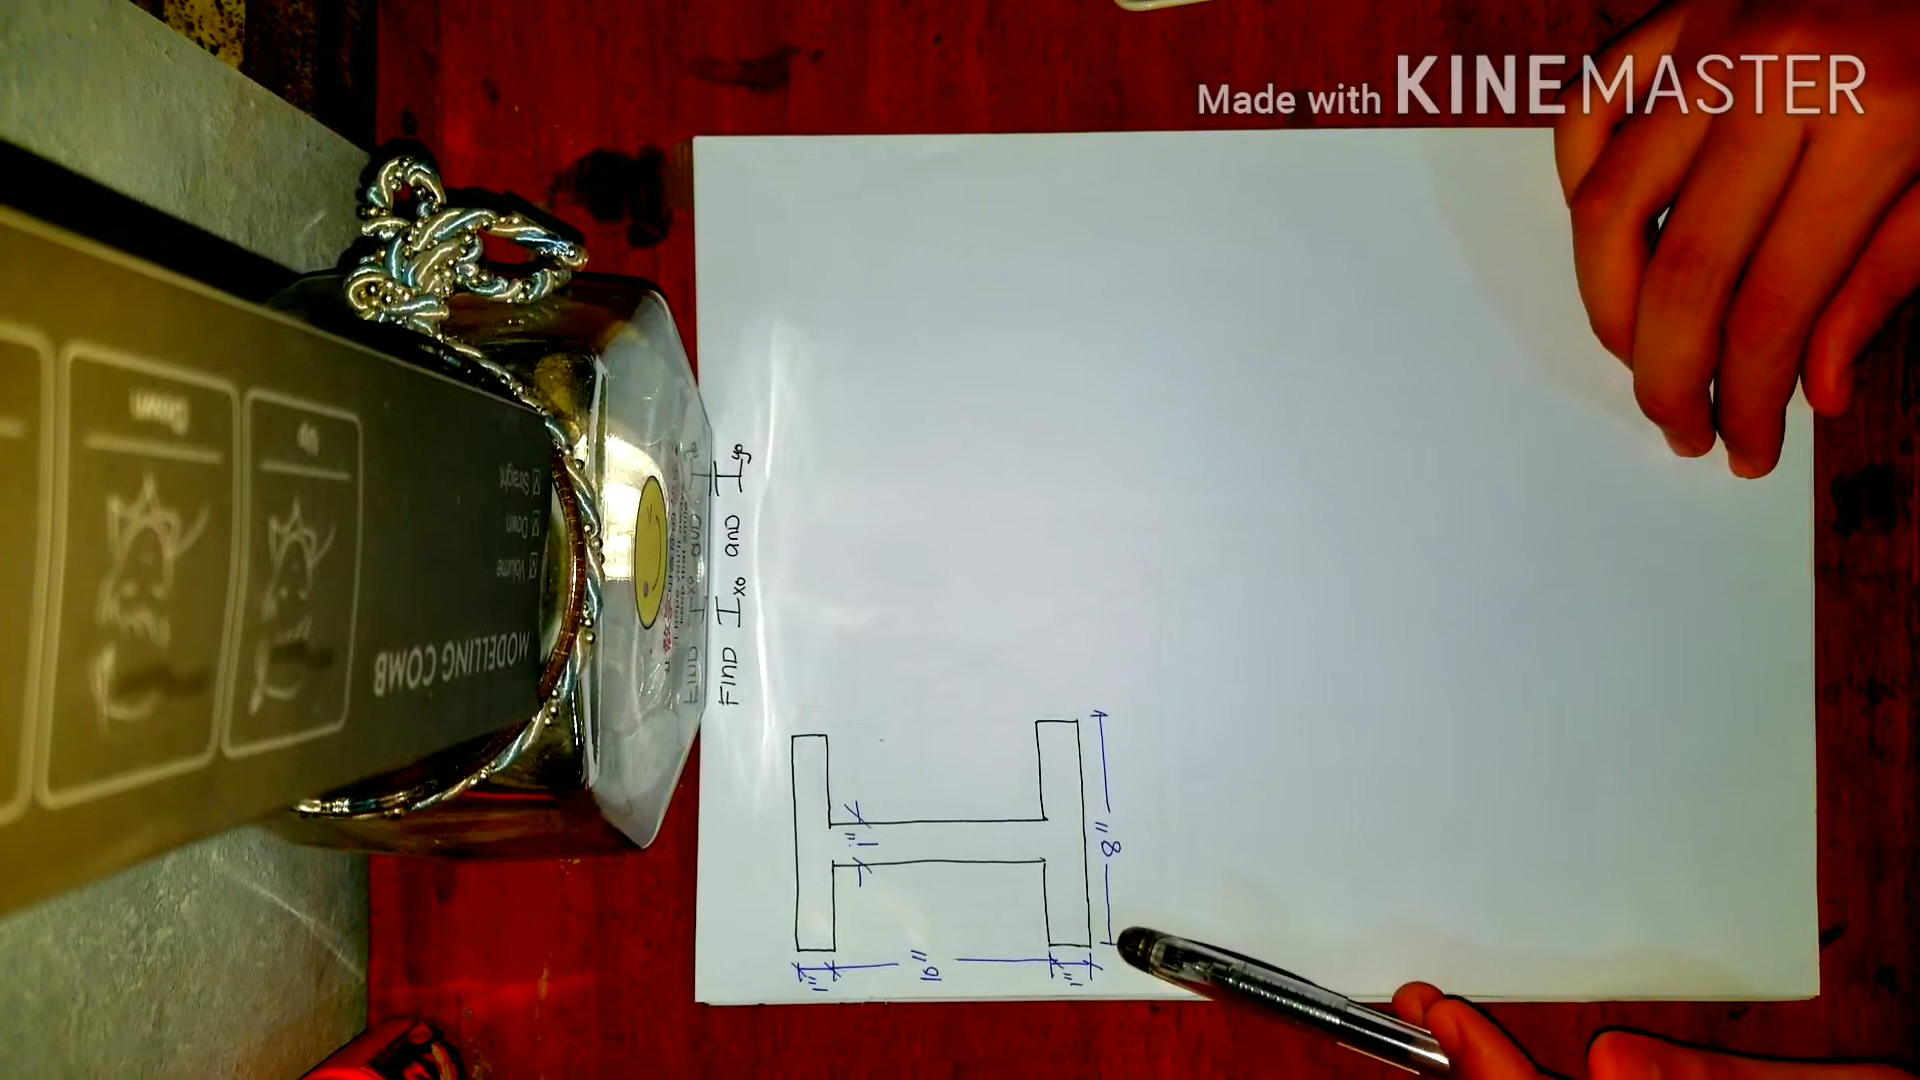 Made with KINEMASTER
FIND Ixo and Iyo
1"
8"
1"
10"
1"
MODELLING COMB
Volume
Down
Straight
Up
Down